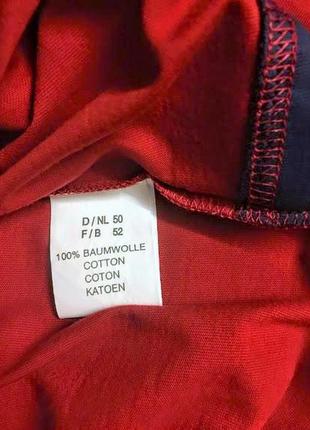 D/NL 50
F/B 52
100% BAUMWOLLE
COTTON
COTON
KATOEN